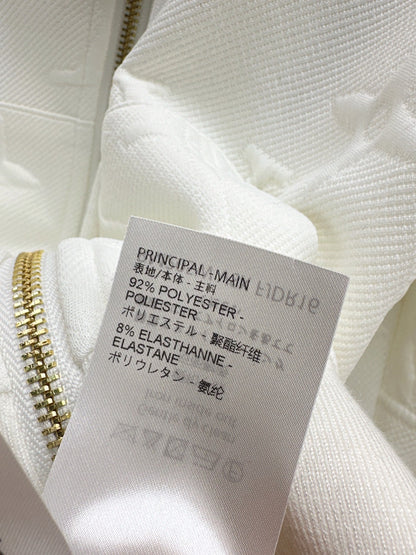 PRINCIPAL - MAIN
表地/本体 - 主料
92% POLYESTER -
POLIESTER
ポリエステル - 聚酯纤维
8% ELASTHANNE -
ELASTANE
ポリウレタン - 氨纶
FJDR16